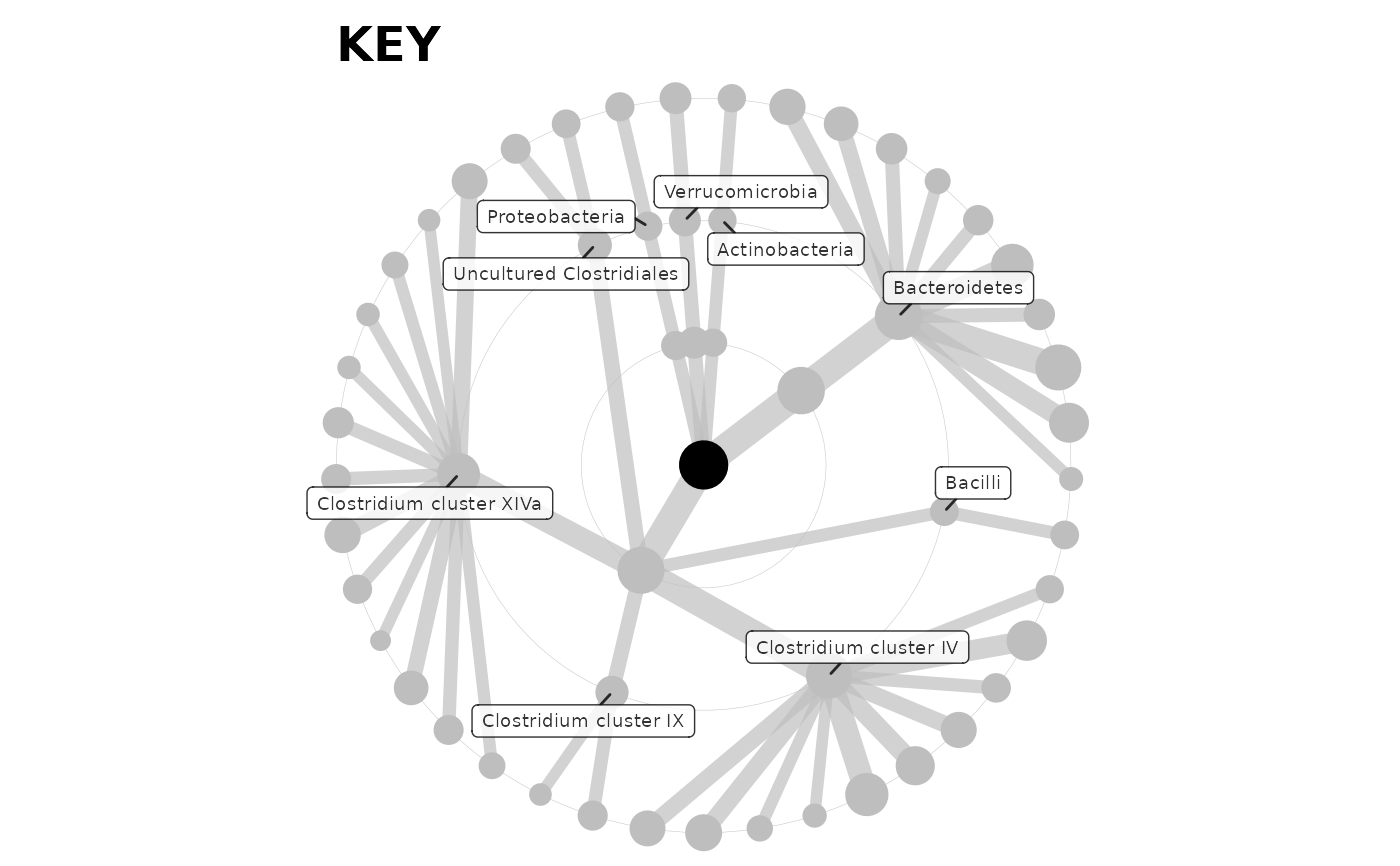 KEY
Verrucomicrobia
Proteobacteria
Actinobacteria
Uncultured Clostridiales
Bacteroidetes
Bacilli
Clostridium cluster XIVa
Clostridium cluster IV
Clostridium cluster IX